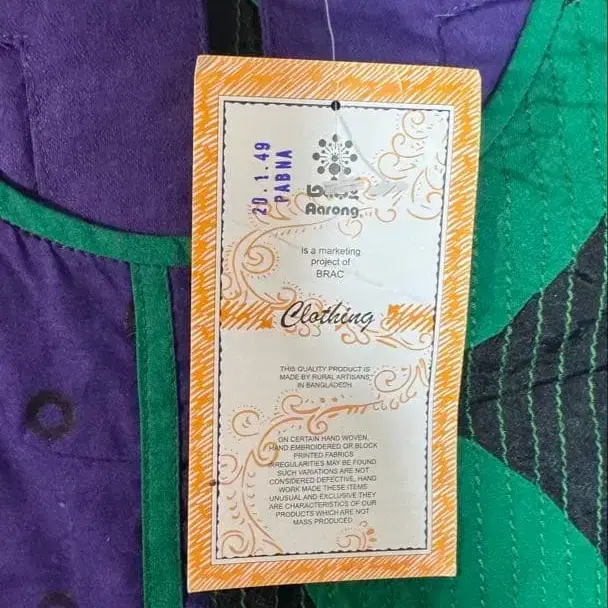 20.1.49
PABNA
আড়ং
Aarong
is a marketing
project of
BRAC
Clothing
THIS QUALITY PRODUCT IS
MADE BY RURAL ARTISANS
IN BANGLADESH
ON CERTAIN HAND WOVEN,
HAND EMBROIDERED OR BLOCK
PRINTED FABRICS
IRREGULARITIES MAY BE FOUND
SUCH VARIATIONS ARE NOT
CONSIDERED DEFECTIVE, HAND
WORK MADE THESE ITEMS
UNUSUAL AND EXCLUSIVE THEY
ARE CHARACTERISTICS OF OUR
PRODUCTS WHICH ARE NOT
MASS PRODUCED